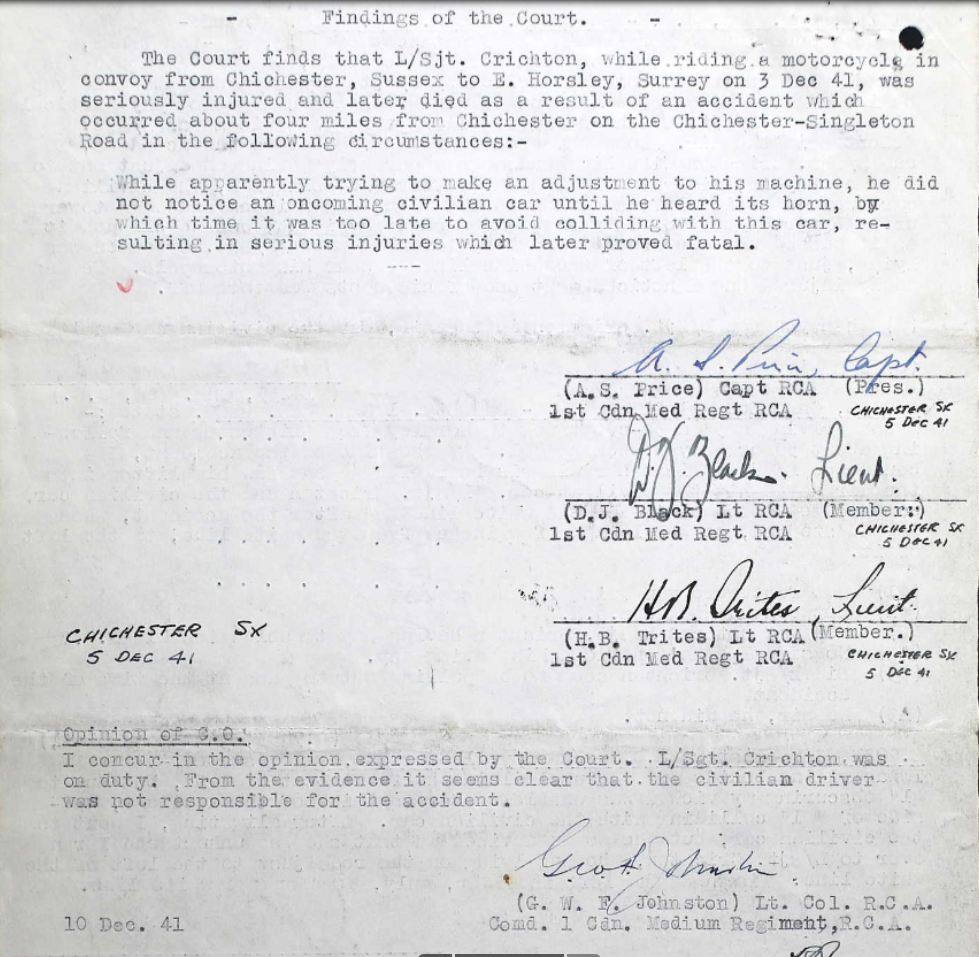 - Findings of the Court. -
The Court finds that L/Sjt. Crichton, while riding a motorcycle in
convoy from Chichester, Sussex to E. Horsley, Surrey on 3 Dec 41, was
seriously injured and later died as a result of an accident which
occurred about four miles from Chichester on the Chichester-Singleton
Road in the following circumstances:-
While apparently trying to make an adjustment to his machine, he did
not notice an oncoming civilian car until he heard its horn, by
which time it was too late to avoid colliding with this car, re-
sulting in serious injuries which later proved fatal.
---
A. S. Price, Capt.
(A.S. Price) Capt RCA (Pres.)
1st Cdn Med Regt RCA CHICHESTER SX
5 DEC 41
D.J. Black. Lieut.
(D.J. Black) Lt RCA (Member:)
1st Cdn Med Regt RCA CHICHESTER SX
5 DEC 41
H.B. Trites Lieut.
(H.B. Trites) Lt RCA (Member.)
1st Cdn Med Regt RCA CHICHESTER SX
5 DEC 41
CHICHESTER SX
5 DEC 41
Opinion of C.O.
I concur in the opinion expressed by the Court. L/Sgt. Crichton was
on duty. From the evidence it seems clear that the civilian driver
was not responsible for the accident.
(G. W. F. Johnston) Lt. Col. R.C.A.
10 Dec. 41 Comd. 1 Cdn. Medium Regiment,R.C.A.